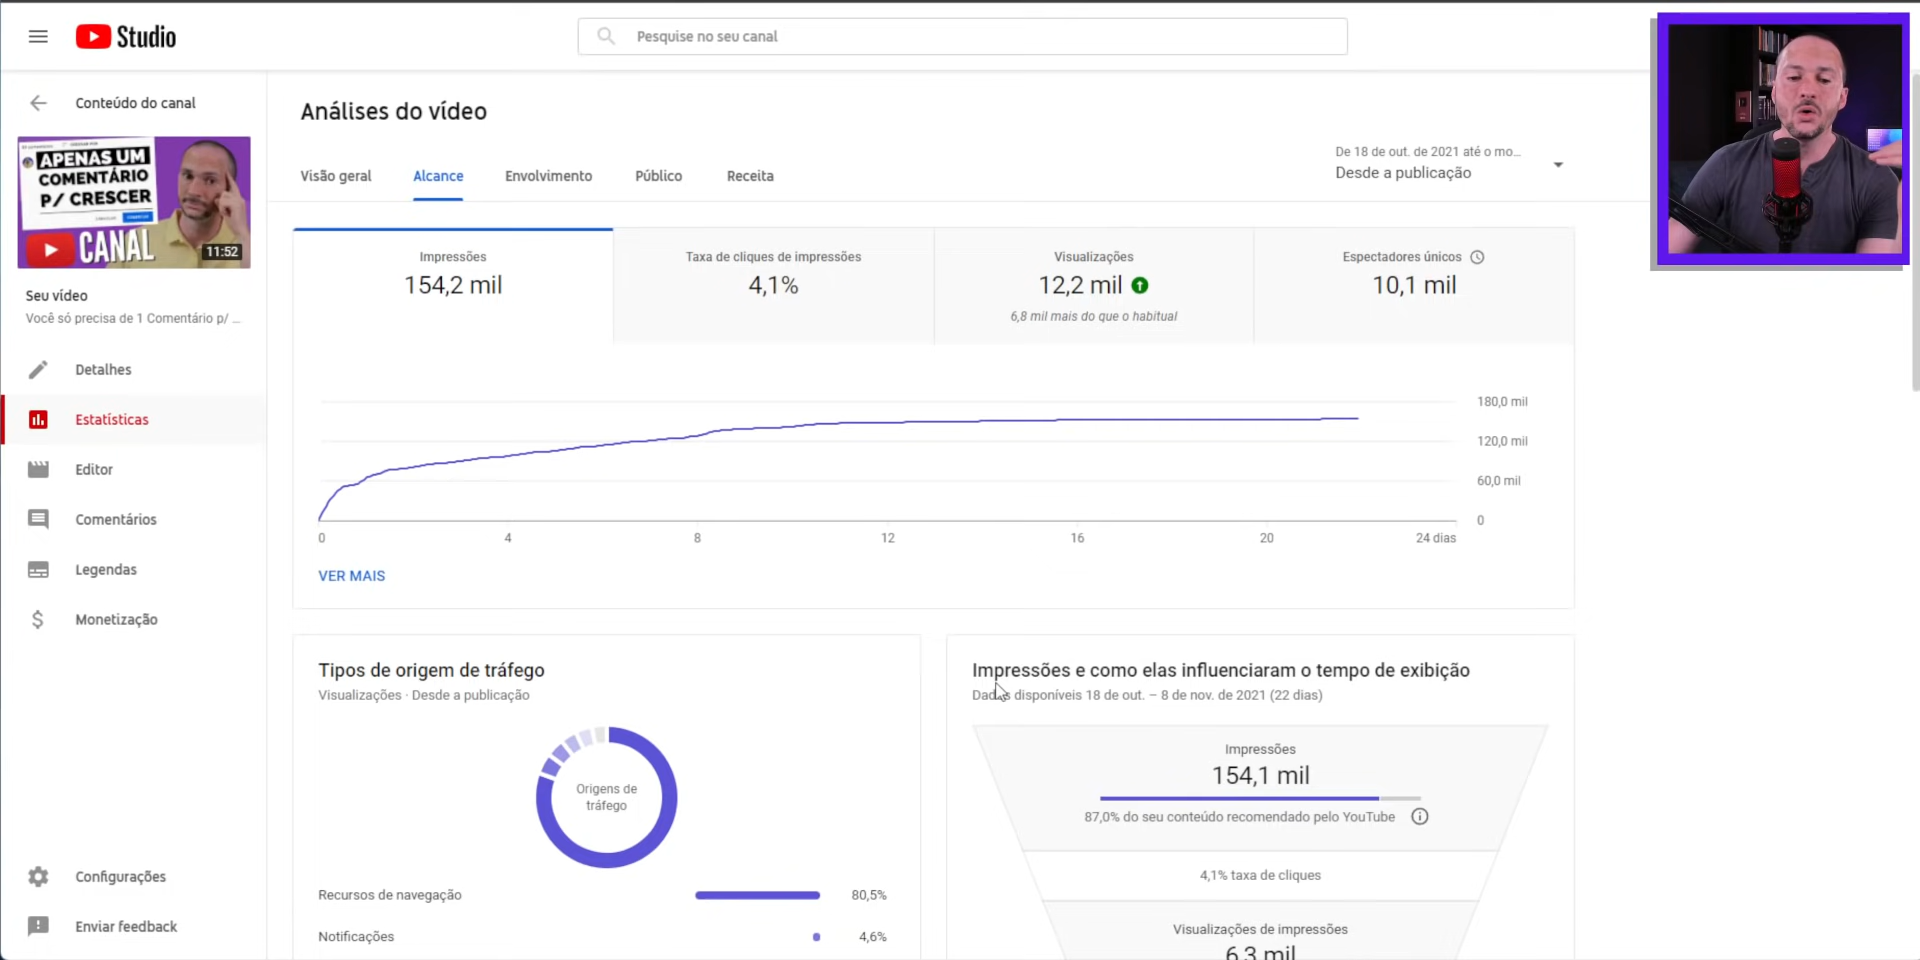 Studio
Pesquise no seu canal
Conteúdo do canal
APENAS UM
COMENTÁRIO
P/ CRESCER
CANAL
11:52
Seu vídeo
Você só precisa de 1 Comentário p/ ...
Detalhes
Estatísticas
Editor
Comentários
Legendas
Monetização
Configurações
Enviar feedback
Análises do vídeo
Visão geral
Alcance
Envolvimento
Público
Receita
De 18 de out. de 2021 até o mo...
Desde a publicação
Impressões
154,2 mil
Taxa de cliques de impressões
4,1%
Visualizações
12,2 mil
6,8 mil mais do que o habitual
Espectadores únicos
10,1 mil
180,0 mil
120,0 mil
60,0 mil
0
0 4 8 12 16 20 24 dias
VER MAIS
Tipos de origem de tráfego
Visualizações · Desde a publicação
Origens de
tráfego
Recursos de navegação 80,5%
Notificações 4,6%
Impressões e como elas influenciaram o tempo de exibição
Dados disponíveis 18 de out. – 8 de nov. de 2021 (22 dias)
Impressões
154,1 mil
87,0% do seu conteúdo recomendado pelo YouTube
4,1% taxa de cliques
Visualizações de impressões
6,3 mil